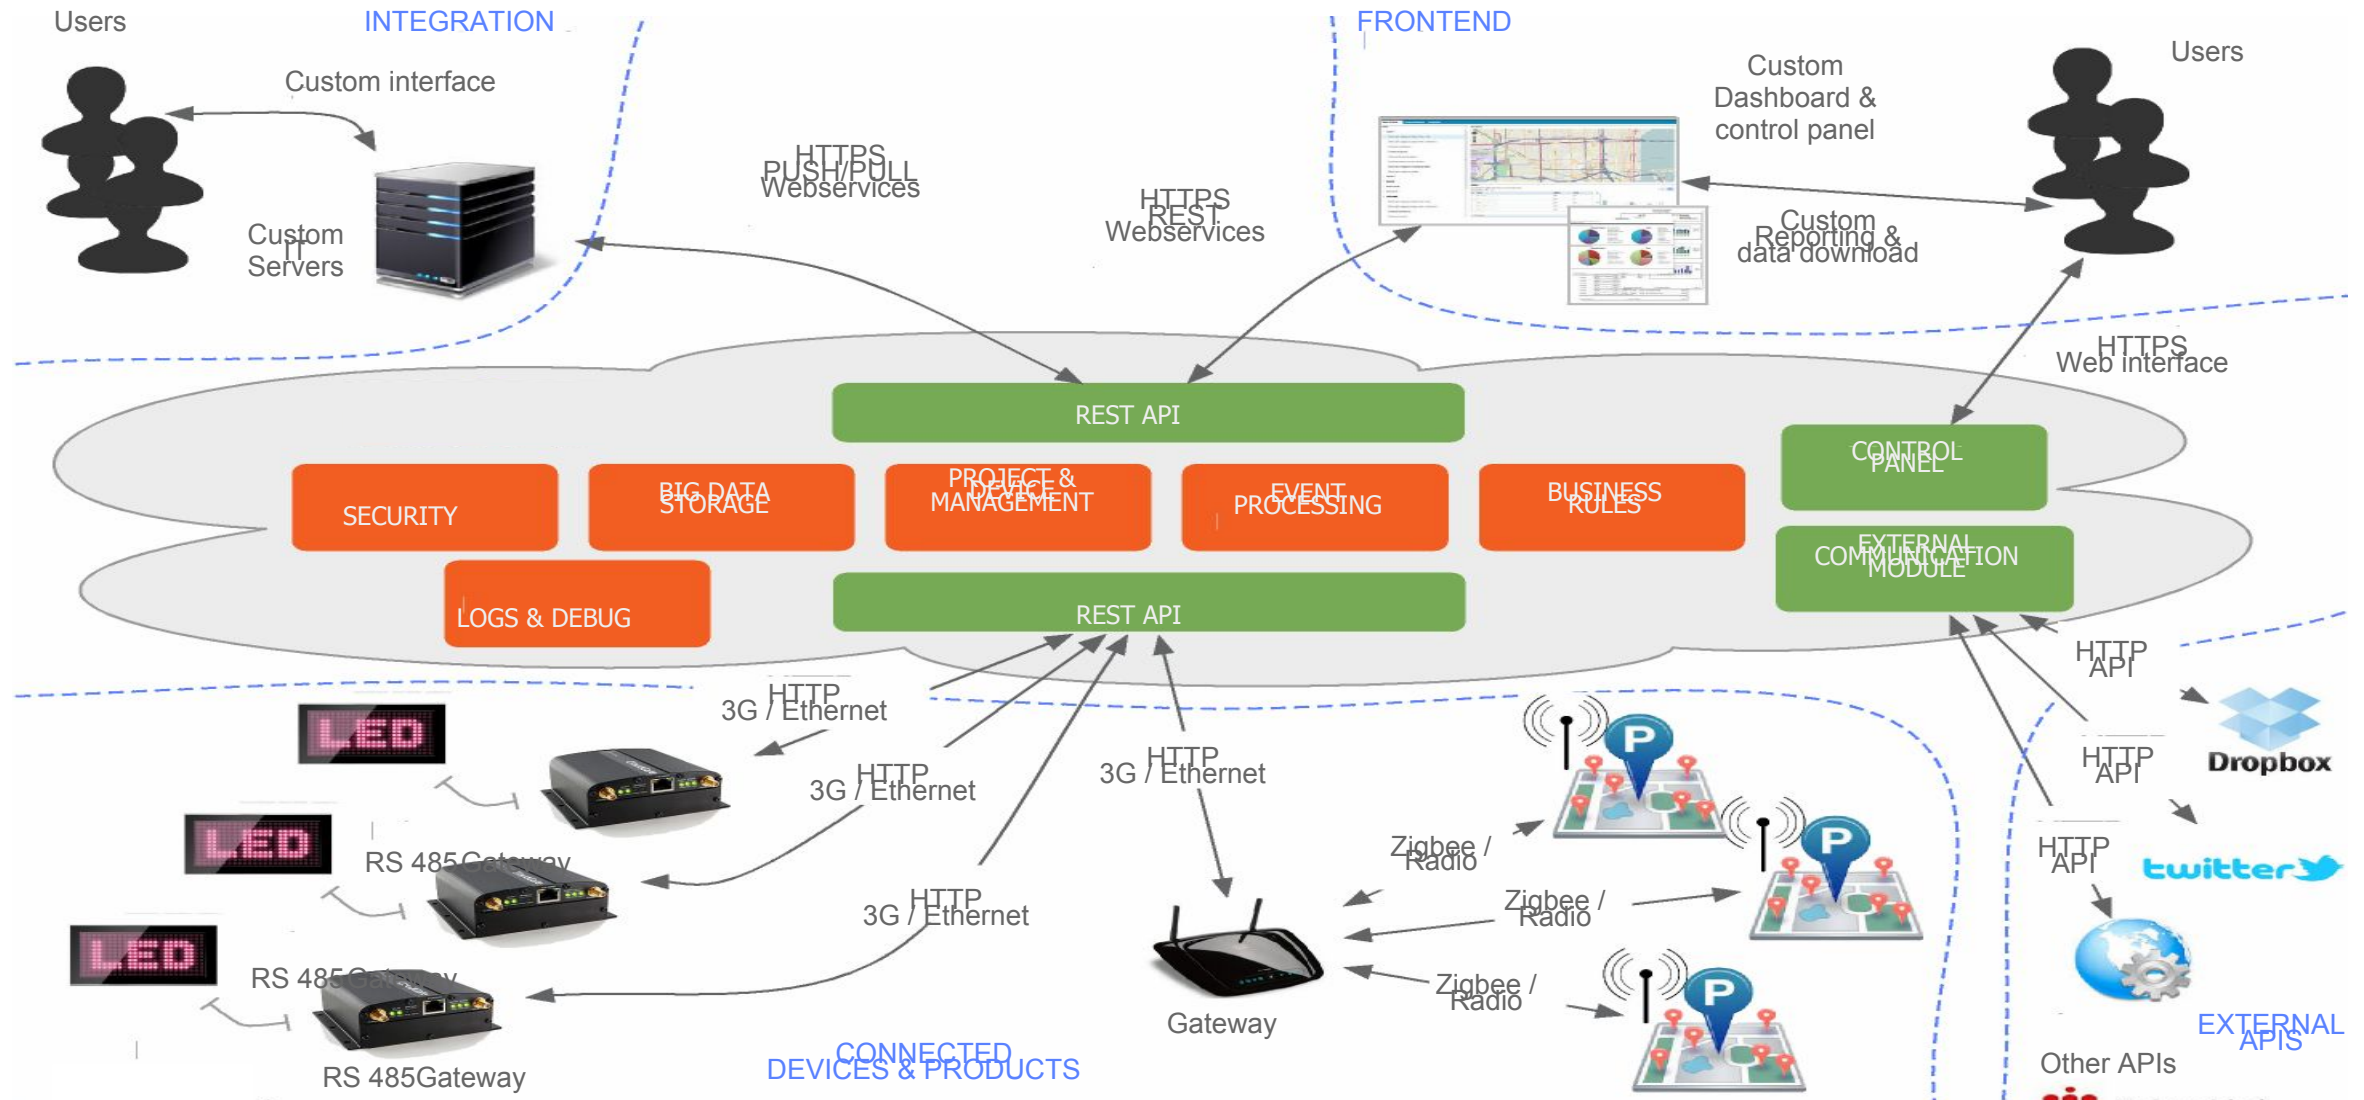 Users
INTEGRATION
Custom interface
Custom
IT
Servers
HTTPS
PUSH/PULL
Webservices
HTTPS
REST
Webservices
FRONTEND
Custom
Dashboard &
control panel
Users
Custom
Reporting &
data download
HTTPS
Web interface
REST API
SECURITY
BIG DATA
STORAGE
PROJECT &
DEVICE
MANAGEMENT
EVENT
PROCESSING
BUSINESS
RULES
CONTROL
PANEL
EXTERNAL
COMMUNICATION
MODULE
LOGS & DEBUG
REST API
HTTP
3G / Ethernet
LED
HTTP
3G / Ethernet
LED
RS 485Gateway
HTTP
3G / Ethernet
LED
RS 485Gateway
RS 485Gateway
HTTP
3G / Ethernet
Gateway
Zigbee /
Radio
Zigbee /
Radio
Zigbee /
Radio
P
P
P
CONNECTED
DEVICES & PRODUCTS
HTTP
API
Dropbox
HTTP
API
twitter
HTTP
API
EXTERNAL
APIS
Other APIs